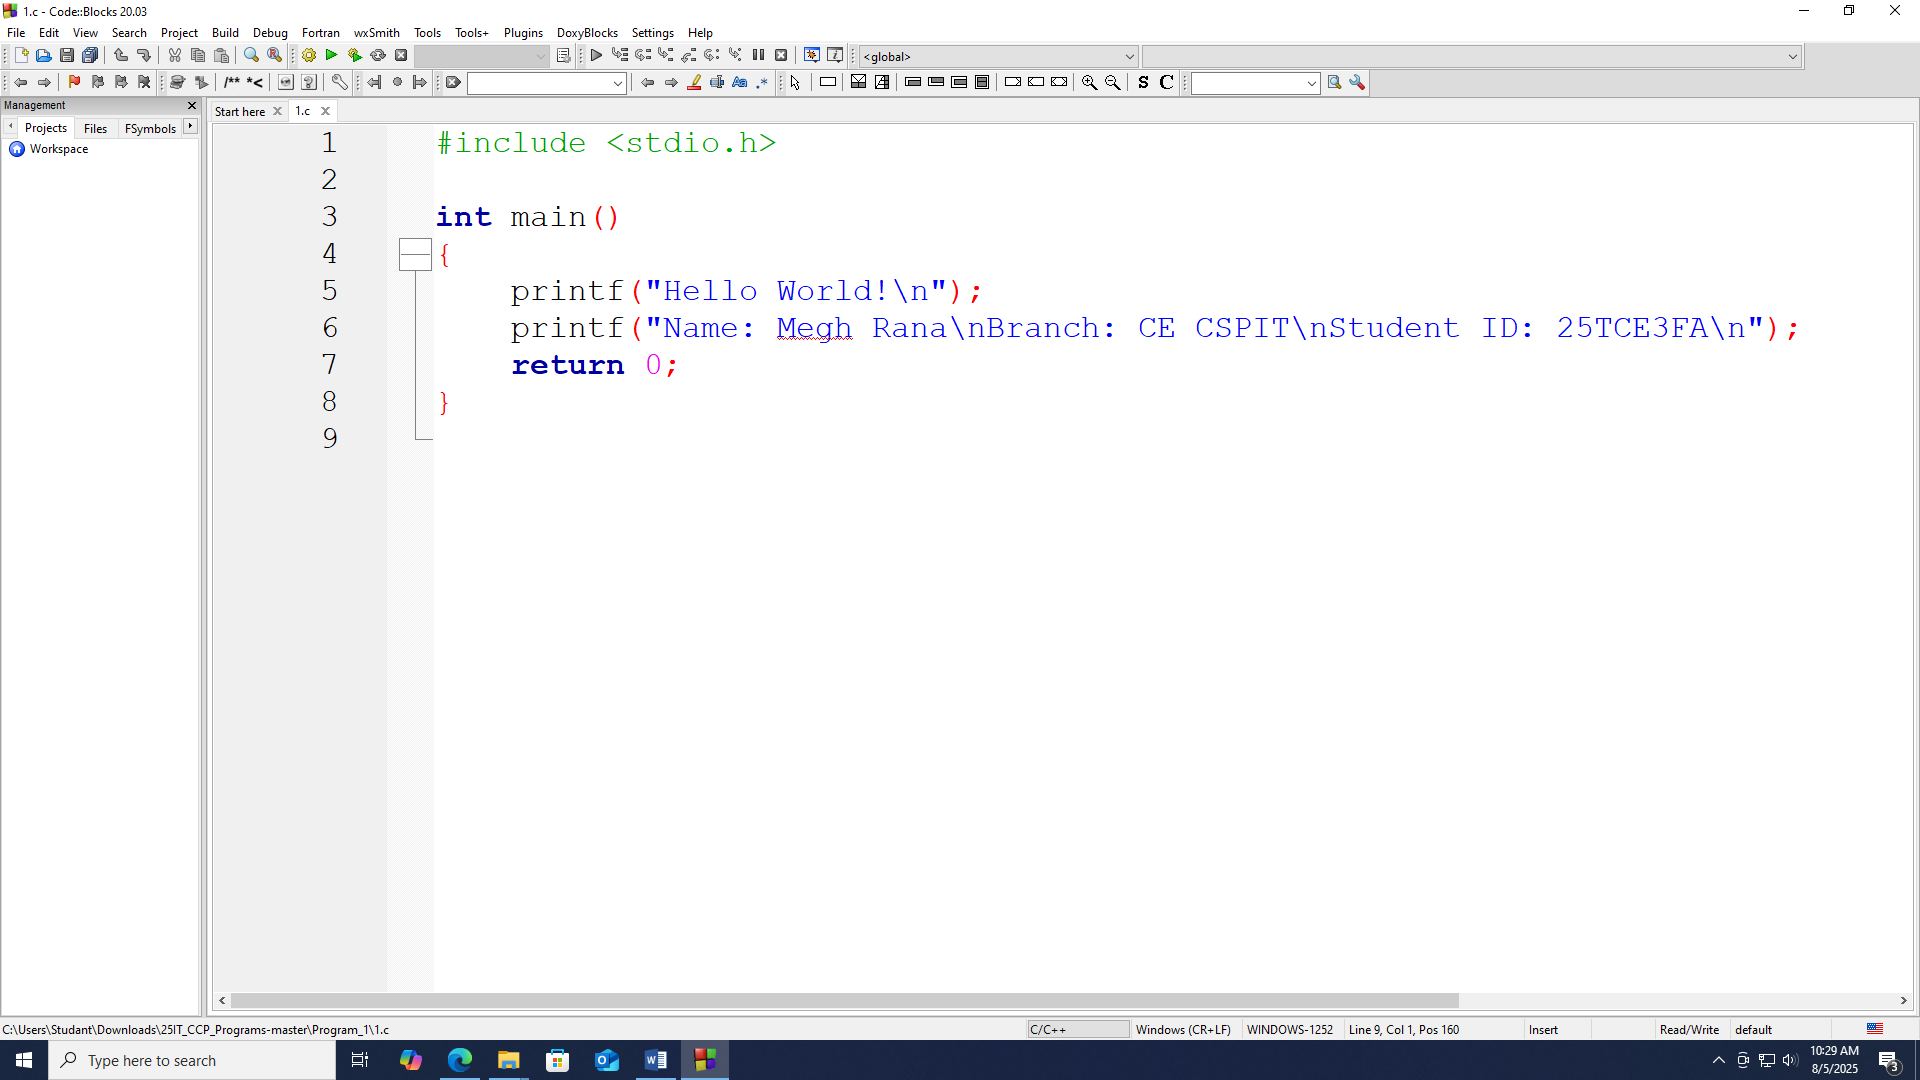 1.c - Code::Blocks 20.03
File Edit View Search Project Build Debug Fortran wxSmith Tools Tools+ Plugins DoxyBlocks Settings Help
<global>
/** *<
S C
Management
Start here 1.c
Projects Files FSymbols
Workspace
1 #include <stdio.h>
2
3 int main()
4 {
5 printf("Hello World!\n");
6 printf("Name: Megh Rana\nBranch: CE CSPIT\nStudent ID: 25TCE3FA\n");
7 return 0;
8 }
9
C:\Users\Studant\Downloads\25IT_CCP_Programs-master\Program_1\1.c C/C++ Windows (CR+LF) WINDOWS-1252 Line 9, Col 1, Pos 160 Insert Read/Write default
Type here to search
10:29 AM
8/5/2025
3